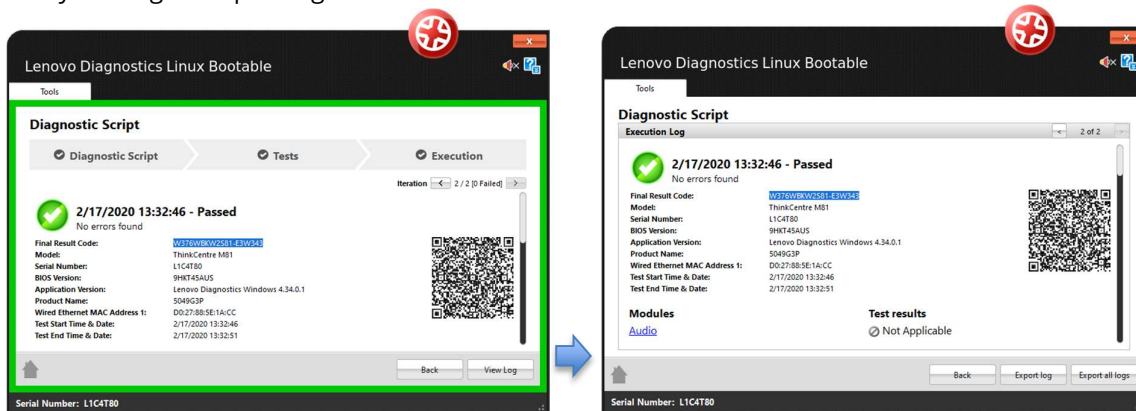 Lenovo Diagnostics Linux Bootable
x
Tools
Diagnostic Script
Diagnostic Script
Tests
Execution
Iteration < 2 / 2 [0 Failed] >
2/17/2020 13:32:46 - Passed
No errors found
Final Result Code: W376WBKW2S81-E3W343
Model: ThinkCentre M81
Serial Number: L1C4T80
BIOS Version: 9HKT45AUS
Application Version: Lenovo Diagnostics Windows 4.34.0.1
Product Name: 5049G3P
Wired Ethernet MAC Address 1: D0:27:88:5E:1A:CC
Test Start Time & Date: 2/17/2020 13:32:46
Test End Time & Date: 2/17/2020 13:32:51
Back View Log
Serial Number: L1C4T80
Lenovo Diagnostics Linux Bootable
x
Tools
Diagnostic Script
Execution Log < 2 of 2 >
2/17/2020 13:32:46 - Passed
No errors found
Final Result Code: W376WBKW2S81-E3W343
Model: ThinkCentre M81
Serial Number: L1C4T80
BIOS Version: 9HKT45AUS
Application Version: Lenovo Diagnostics Windows 4.34.0.1
Product Name: 5049G3P
Wired Ethernet MAC Address 1: D0:27:88:5E:1A:CC
Test Start Time & Date: 2/17/2020 13:32:46
Test End Time & Date: 2/17/2020 13:32:51
Modules Test results
Audio Not Applicable
Back Export log Export all logs
Serial Number: L1C4T80